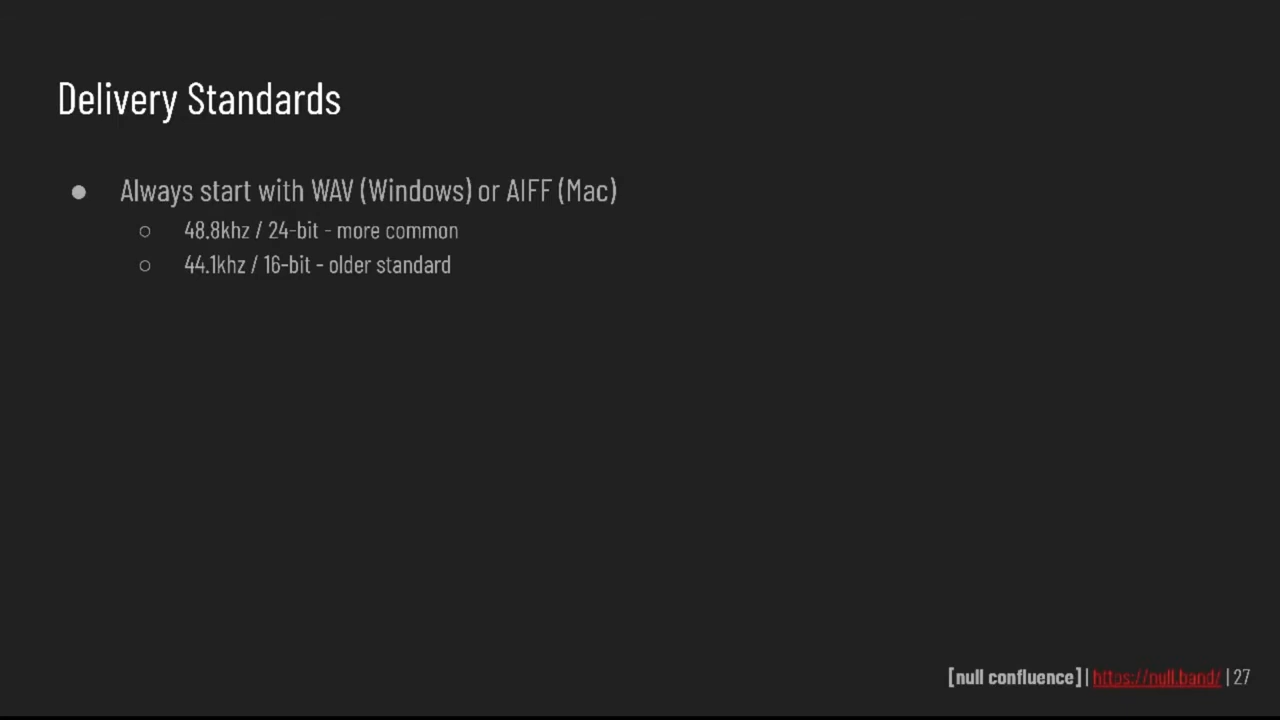 Delivery Standards
● Always start with WAV (Windows) or AIFF (Mac)
○ 48.8khz / 24-bit - more common
○ 44.1khz / 16-bit - older standard
[null confluence] | https://null.band/ | 27